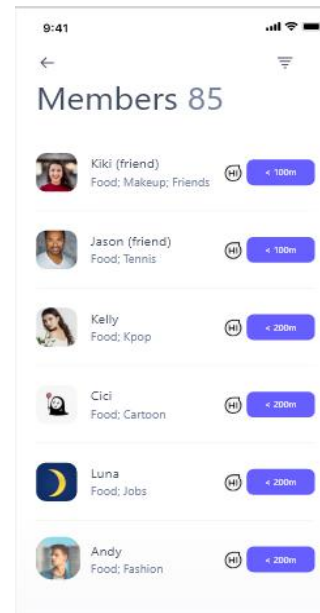 9:41
Members 85
Kiki (friend)
Food; Makeup; Friends
HI
< 100m
Jason (friend)
Food; Tennis
HI
< 100m
Kelly
Food; Kpop
HI
< 200m
Cici
Food; Cartoon
HI
< 200m
Luna
Food; Jobs
HI
< 200m
Andy
Food; Fashion
HI
< 200m